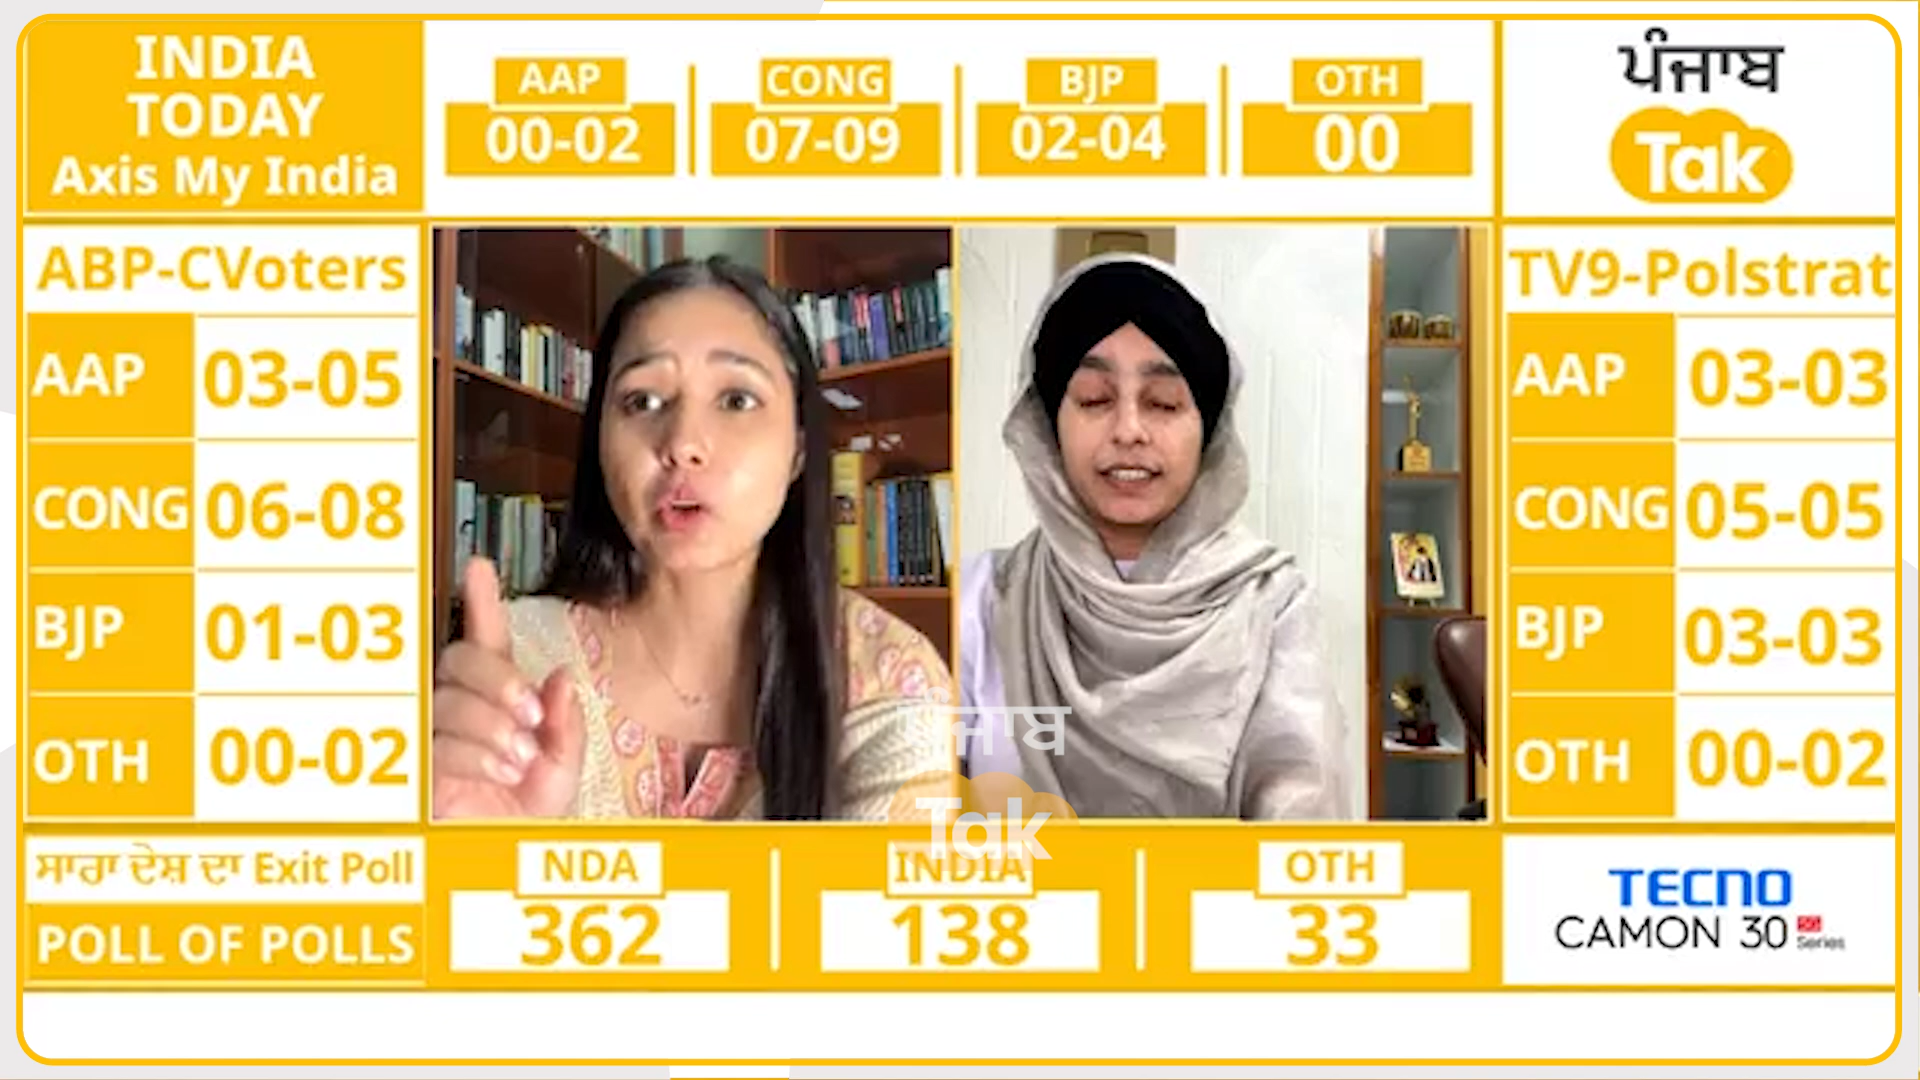 INDIA
TODAY
Axis My India
AAP
00-02
CONG
07-09
BJP
02-04
OTH
00
ਪੰਜਾਬ
Tak
ABP-CVoters
AAP 03-05
CONG 06-08
BJP 01-03
OTH 00-02
TV9-Polstrat
AAP 03-03
CONG 05-05
BJP 03-03
OTH 00-02
ਪੰਜਾਬ
Tak
ਸਾਰਾ ਦੇਸ਼ ਦਾ Exit Poll
POLL OF POLLS
NDA
362
INDIA
138
OTH
33
TECNO
CAMON 30 5G
Series